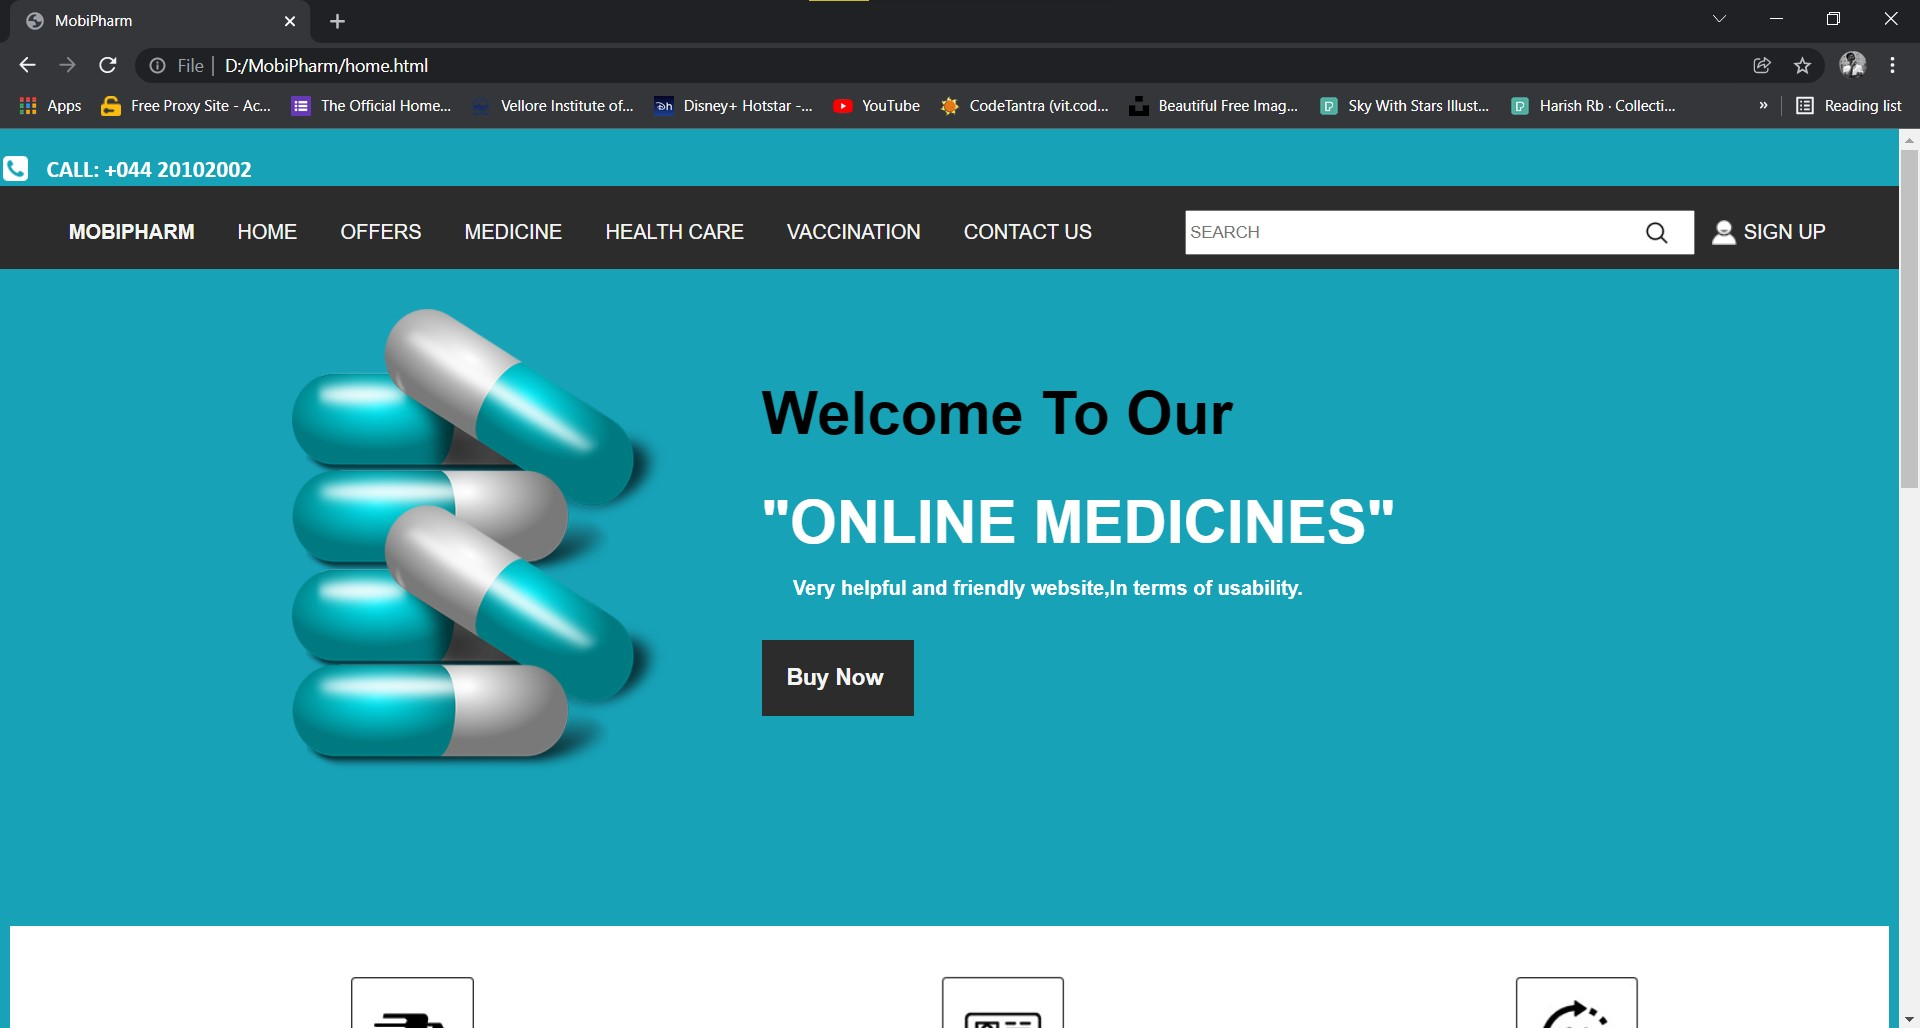 MobiPharm
File D:/MobiPharm/home.html
Apps Free Proxy Site - Ac... The Official Home... Vellore Institute of... Disney+ Hotstar -... YouTube CodeTantra (vit.cod... Beautiful Free Imag... Sky With Stars Illust... Harish Rb · Collecti... » Reading list
CALL: +044 20102002
MOBIPHARM HOME OFFERS MEDICINE HEALTH CARE VACCINATION CONTACT US SEARCH SIGN UP
Welcome To Our
"ONLINE MEDICINES"
Very helpful and friendly website,In terms of usability.
Buy Now